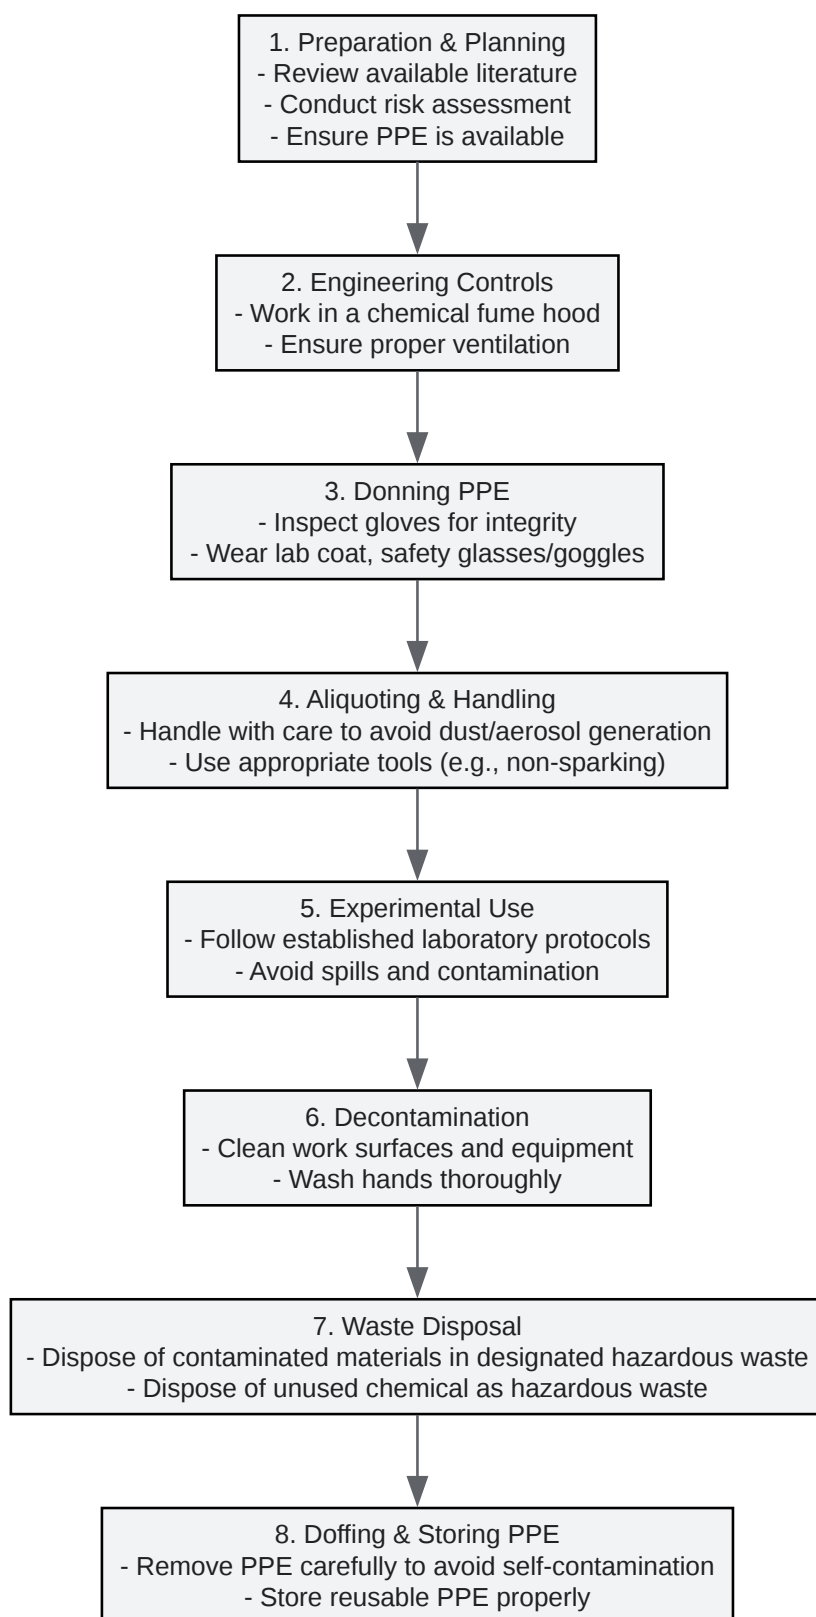 1. Preparation & Planning
- Review available literature
- Conduct risk assessment
- Ensure PPE is available
2. Engineering Controls
- Work in a chemical fume hood
- Ensure proper ventilation
3. Donning PPE
- Inspect gloves for integrity
- Wear lab coat, safety glasses/goggles
4. Aliquoting & Handling
- Handle with care to avoid dust/aerosol generation
- Use appropriate tools (e.g., non-sparking)
5. Experimental Use
- Follow established laboratory protocols
- Avoid spills and contamination
6. Decontamination
- Clean work surfaces and equipment
- Wash hands thoroughly
7. Waste Disposal
- Dispose of contaminated materials in designated hazardous waste
- Dispose of unused chemical as hazardous waste
8. Doffing & Storing PPE
- Remove PPE carefully to avoid self-contamination
- Store reusable PPE properly